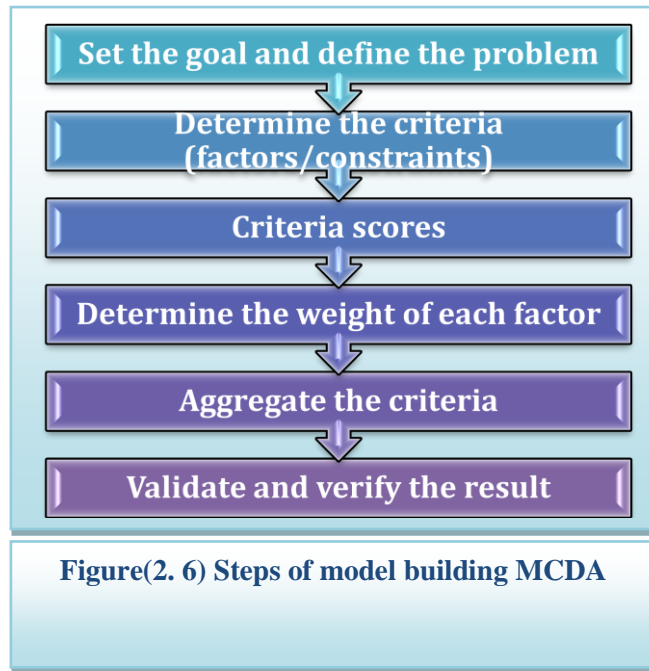 Set the goal and define the problem
Determine the criteria
(factors/constraints)
Criteria scores
Determine the weight of each factor
Aggregate the criteria
Validate and verify the result
Figure(2. 6) Steps of model building MCDA